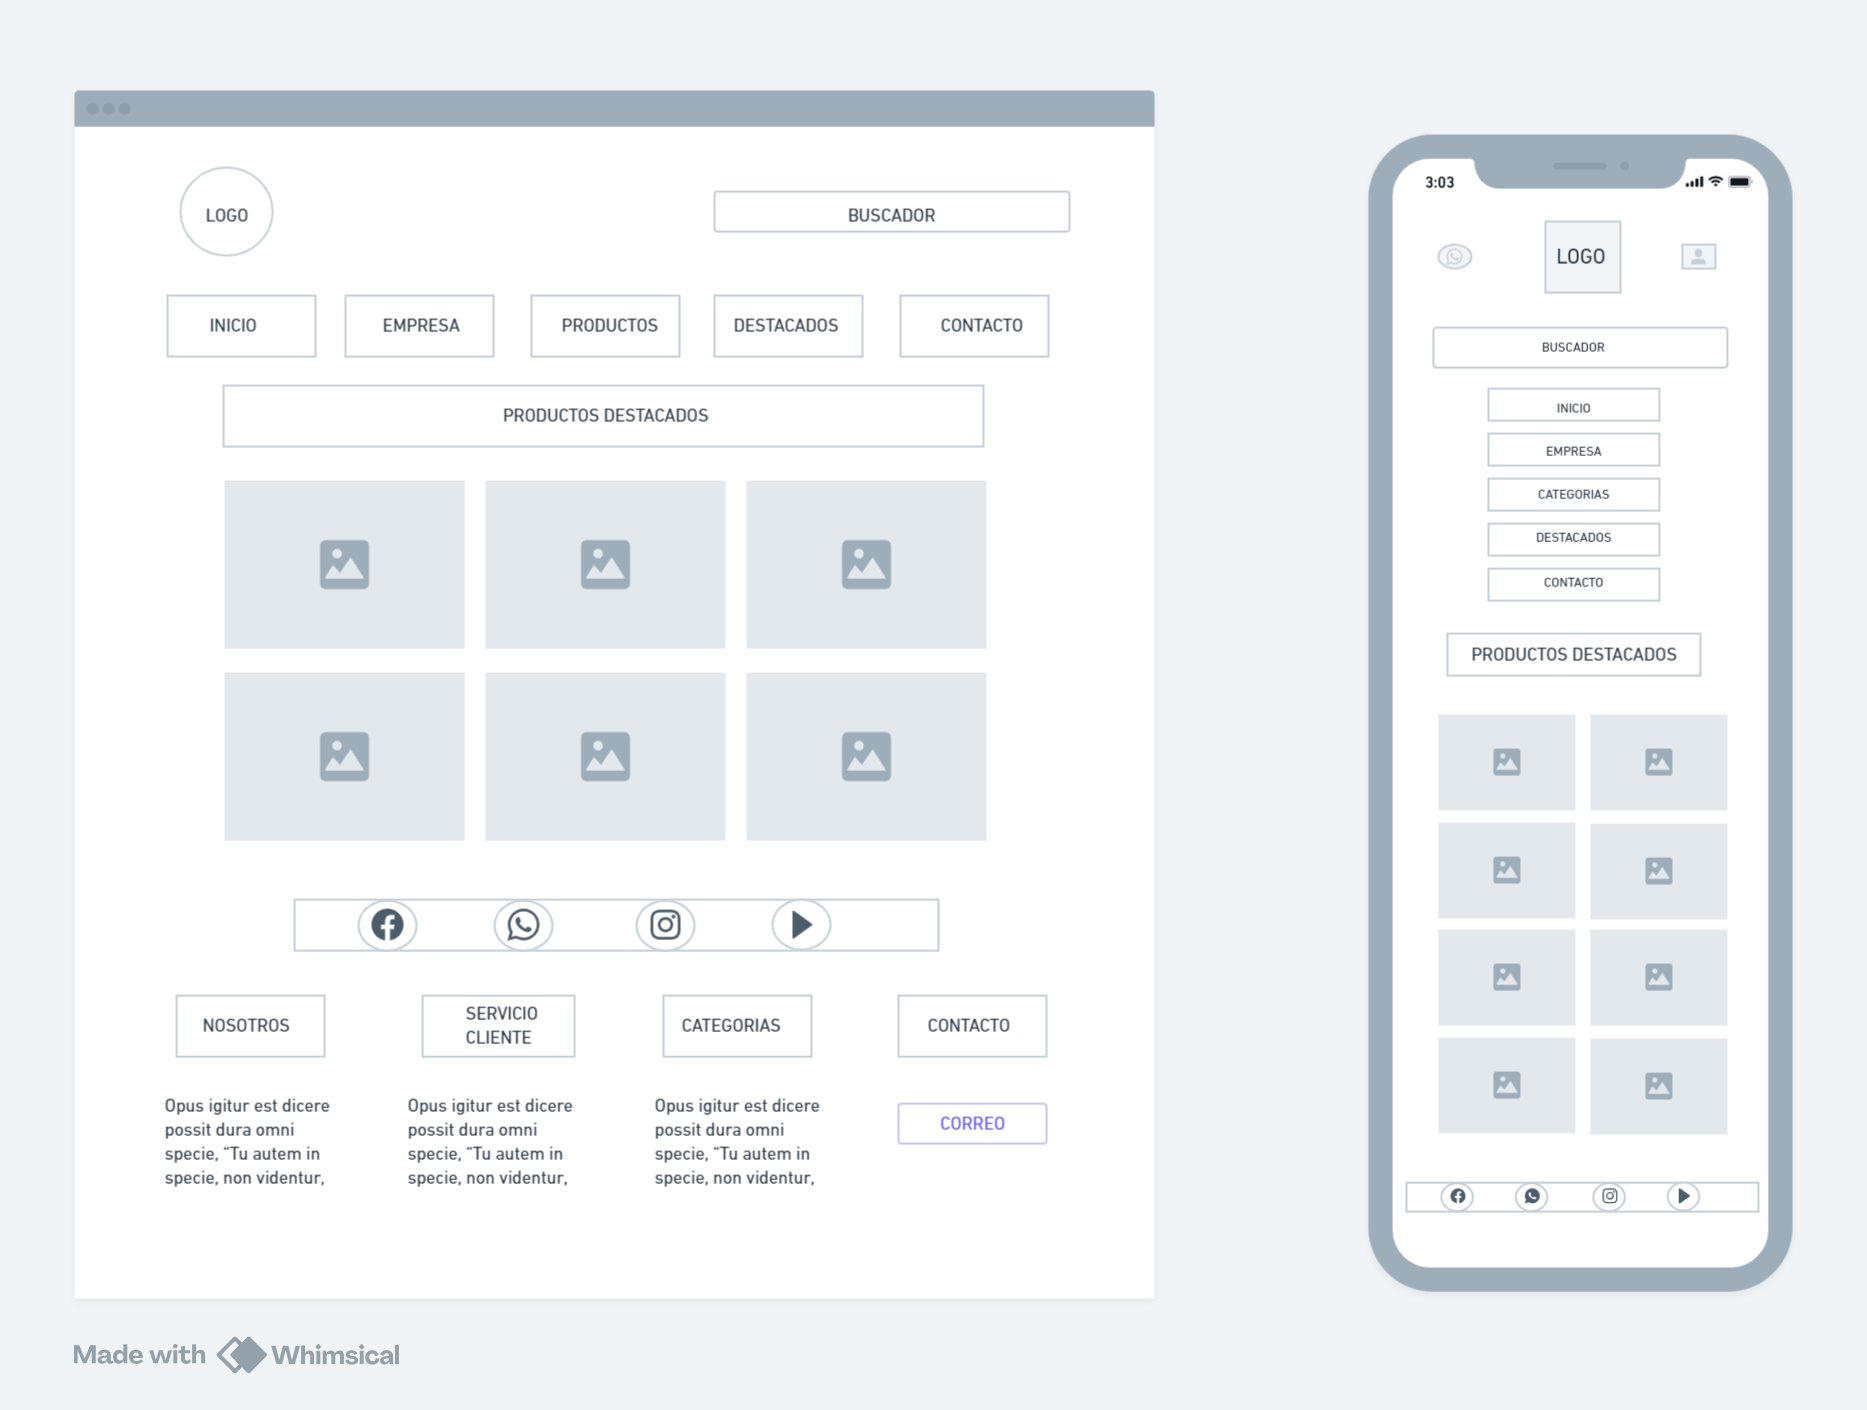 LOGO
BUSCADOR
INICIO
EMPRESA
PRODUCTOS
DESTACADOS
CONTACTO
PRODUCTOS DESTACADOS
NOSOTROS
SERVICIO
CLIENTE
CATEGORIAS
CONTACTO
Opus igitur est dicere
possit dura omni
specie, “Tu autem in
specie, non videntur,
Opus igitur est dicere
possit dura omni
specie, “Tu autem in
specie, non videntur,
Opus igitur est dicere
possit dura omni
specie, “Tu autem in
specie, non videntur,
CORREO
3:03
LOGO
BUSCADOR
INICIO
EMPRESA
CATEGORIAS
DESTACADOS
CONTACTO
PRODUCTOS DESTACADOS
Made with Whimsical